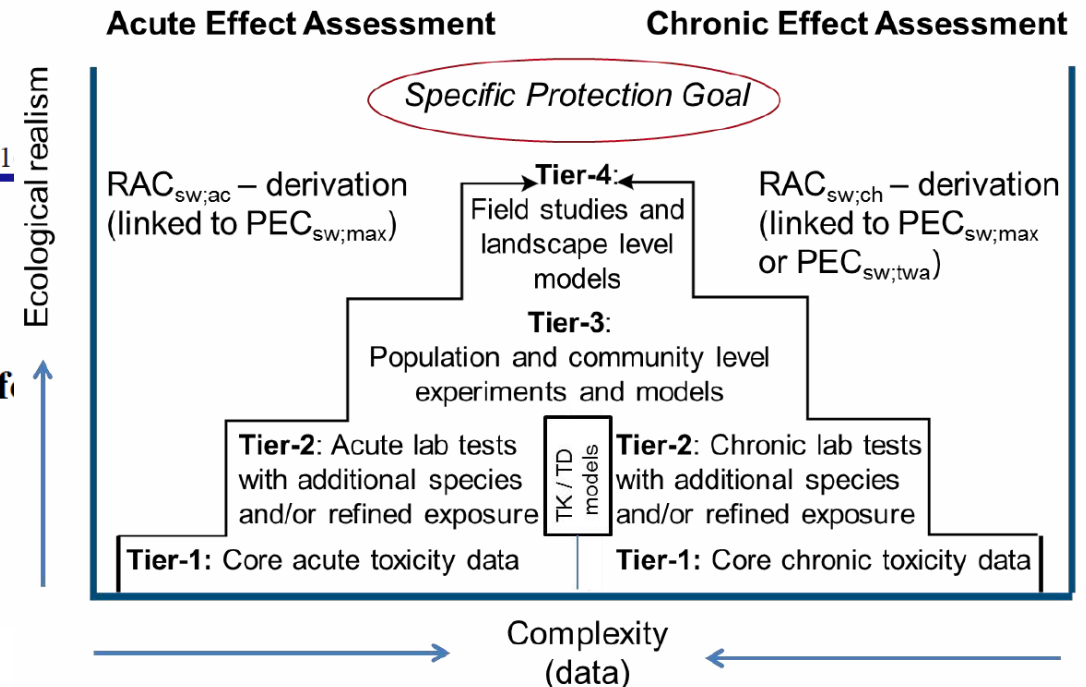 Acute Effect Assessment
Chronic Effect Assessment
Specific Protection Goal
Ecological realism
1
RACsw;ac – derivation
(linked to PECsw;max)
RACsw;ch – derivation
(linked to PECsw;max
or PECsw;twa)
Tier-4:
Field studies and
landscape level
models
Tier-3:
Population and community level
experiments and models
Tier-2: Acute lab tests
with additional species
and/or refined exposure
TK / TD
models
Tier-2: Chronic lab tests
with additional species
and/or refined exposure
Tier-1: Core acute toxicity data
Tier-1: Core chronic toxicity data
Complexity
(data)